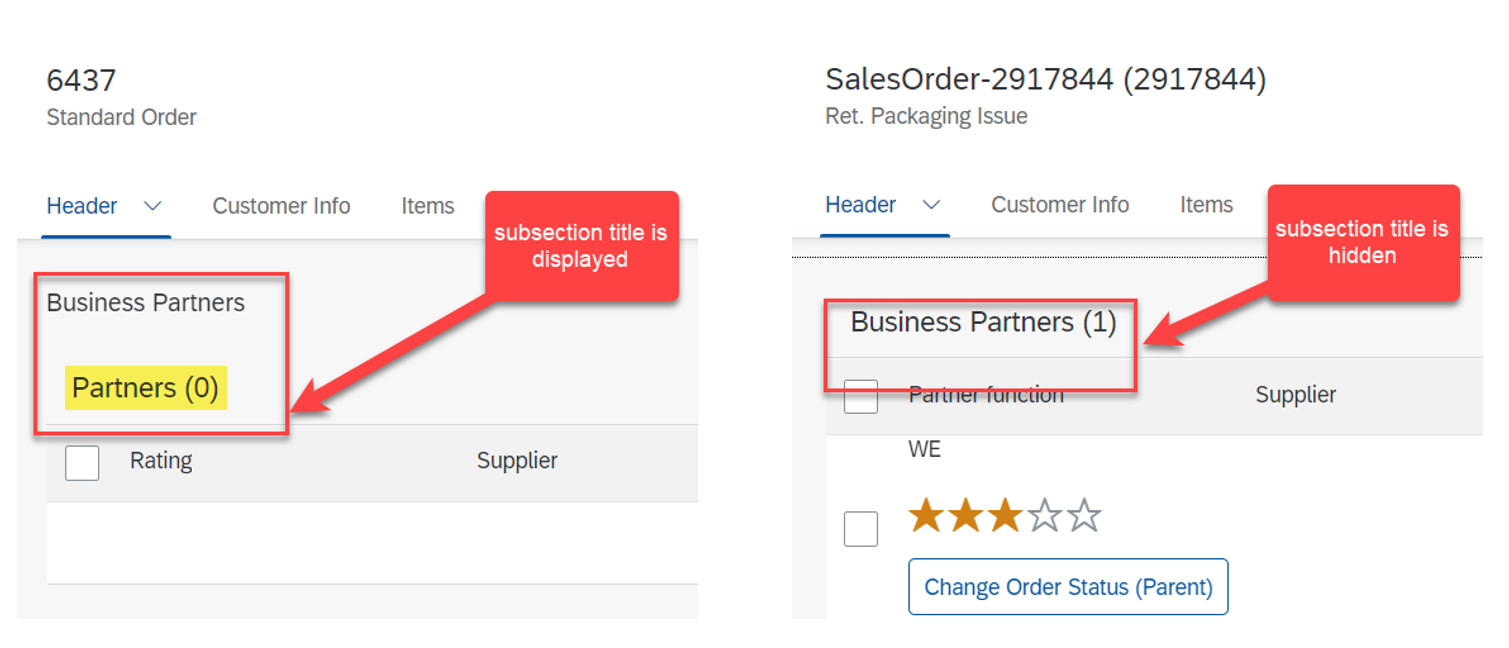 6437
Standard Order
Header
Customer Info
Items
subsection title is
displayed
Business Partners
Partners (0)
Rating
Supplier
SalesOrder-2917844 (2917844)
Ret. Packaging Issue
Header
Customer Info
Items
subsection title is
hidden
Business Partners (1)
Partner function
Supplier
WE
Change Order Status (Parent)